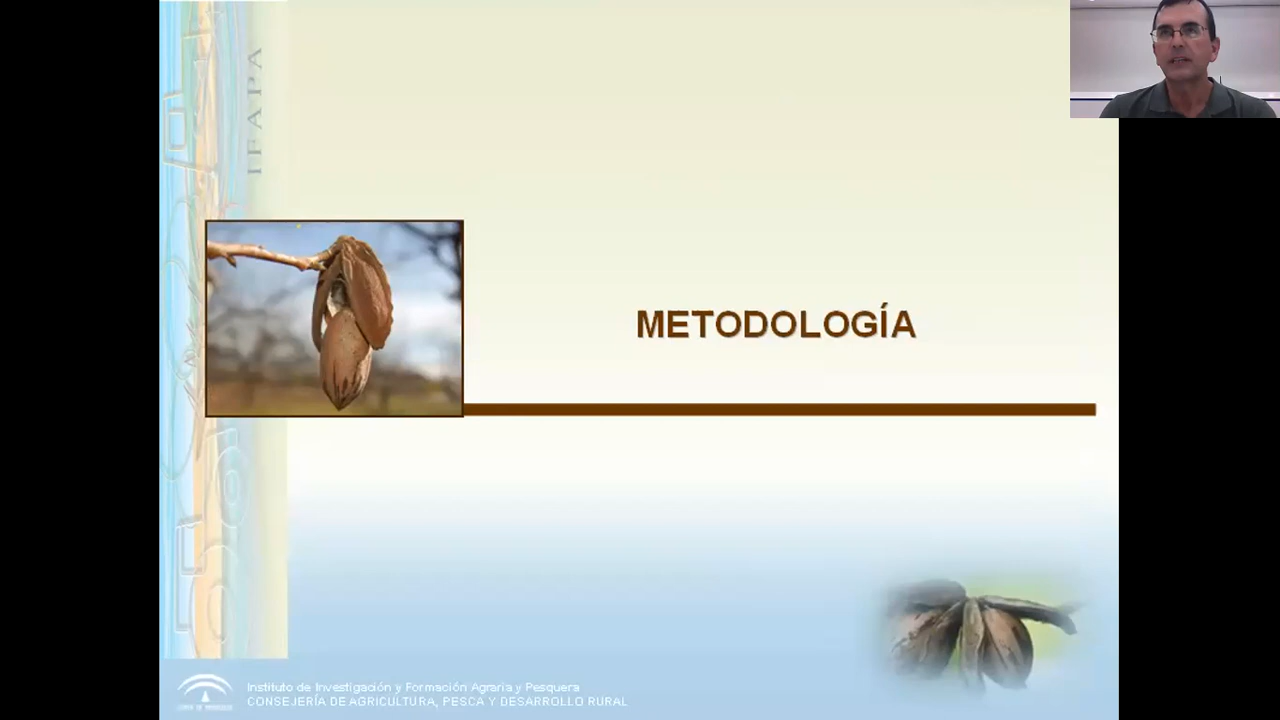 IFAPA
METODOLOGÍA
Instituto de Investigación y Formación Agraria y Pesquera
CONSEJERÍA DE AGRICULTURA, PESCA Y DESARROLLO RURAL